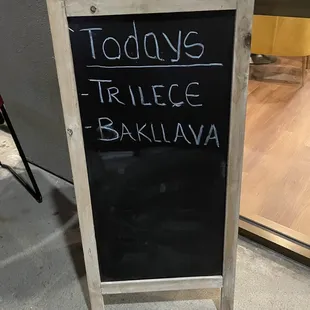 Todays
- TRILEÇE
- BAKLLAVA